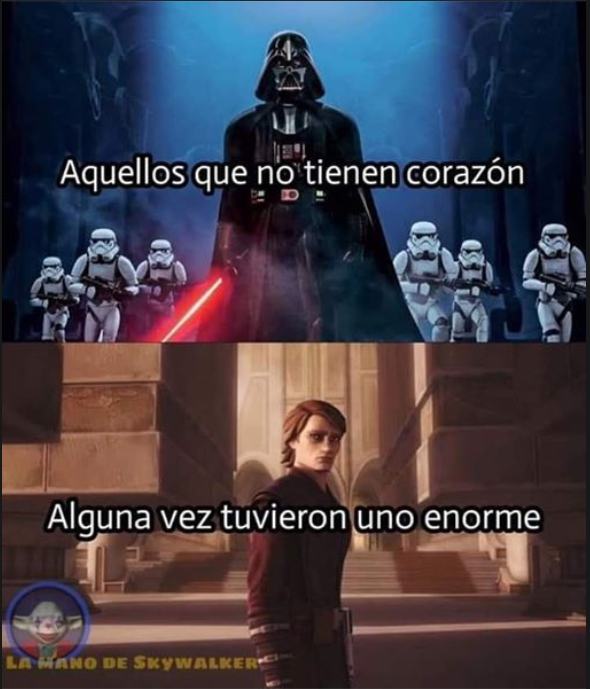 Aquellos que no tienen corazón
Alguna vez tuvieron uno enorme
La mano de Skywalker